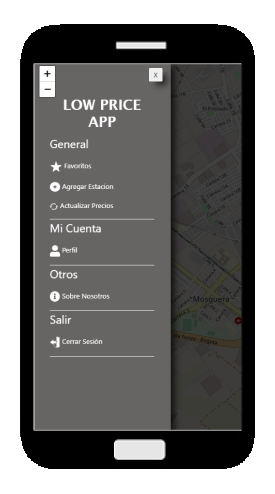 +
−
x
LOW PRICE
APP
General
Favoritos
Agregar Estacion
Actualizar Precios
Mi Cuenta
Perfil
Otros
Sobre Nosotros
Salir
Cerrar Sesión
Mosquera